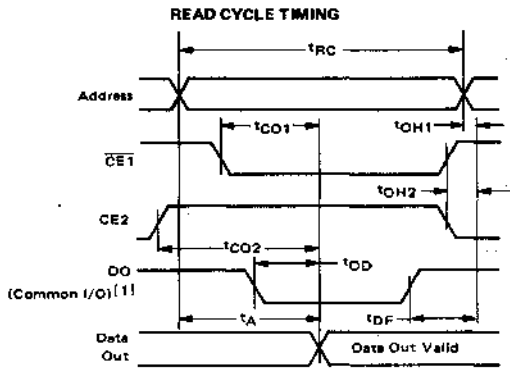 READ CYCLE TIMING
tRC
Address
tCO1
tOH1
CE1
tOH2
CE2
tCO2
DO
tOD
(Common I/O)[1]
tA
tDF
Data
Out
Data Out Valid